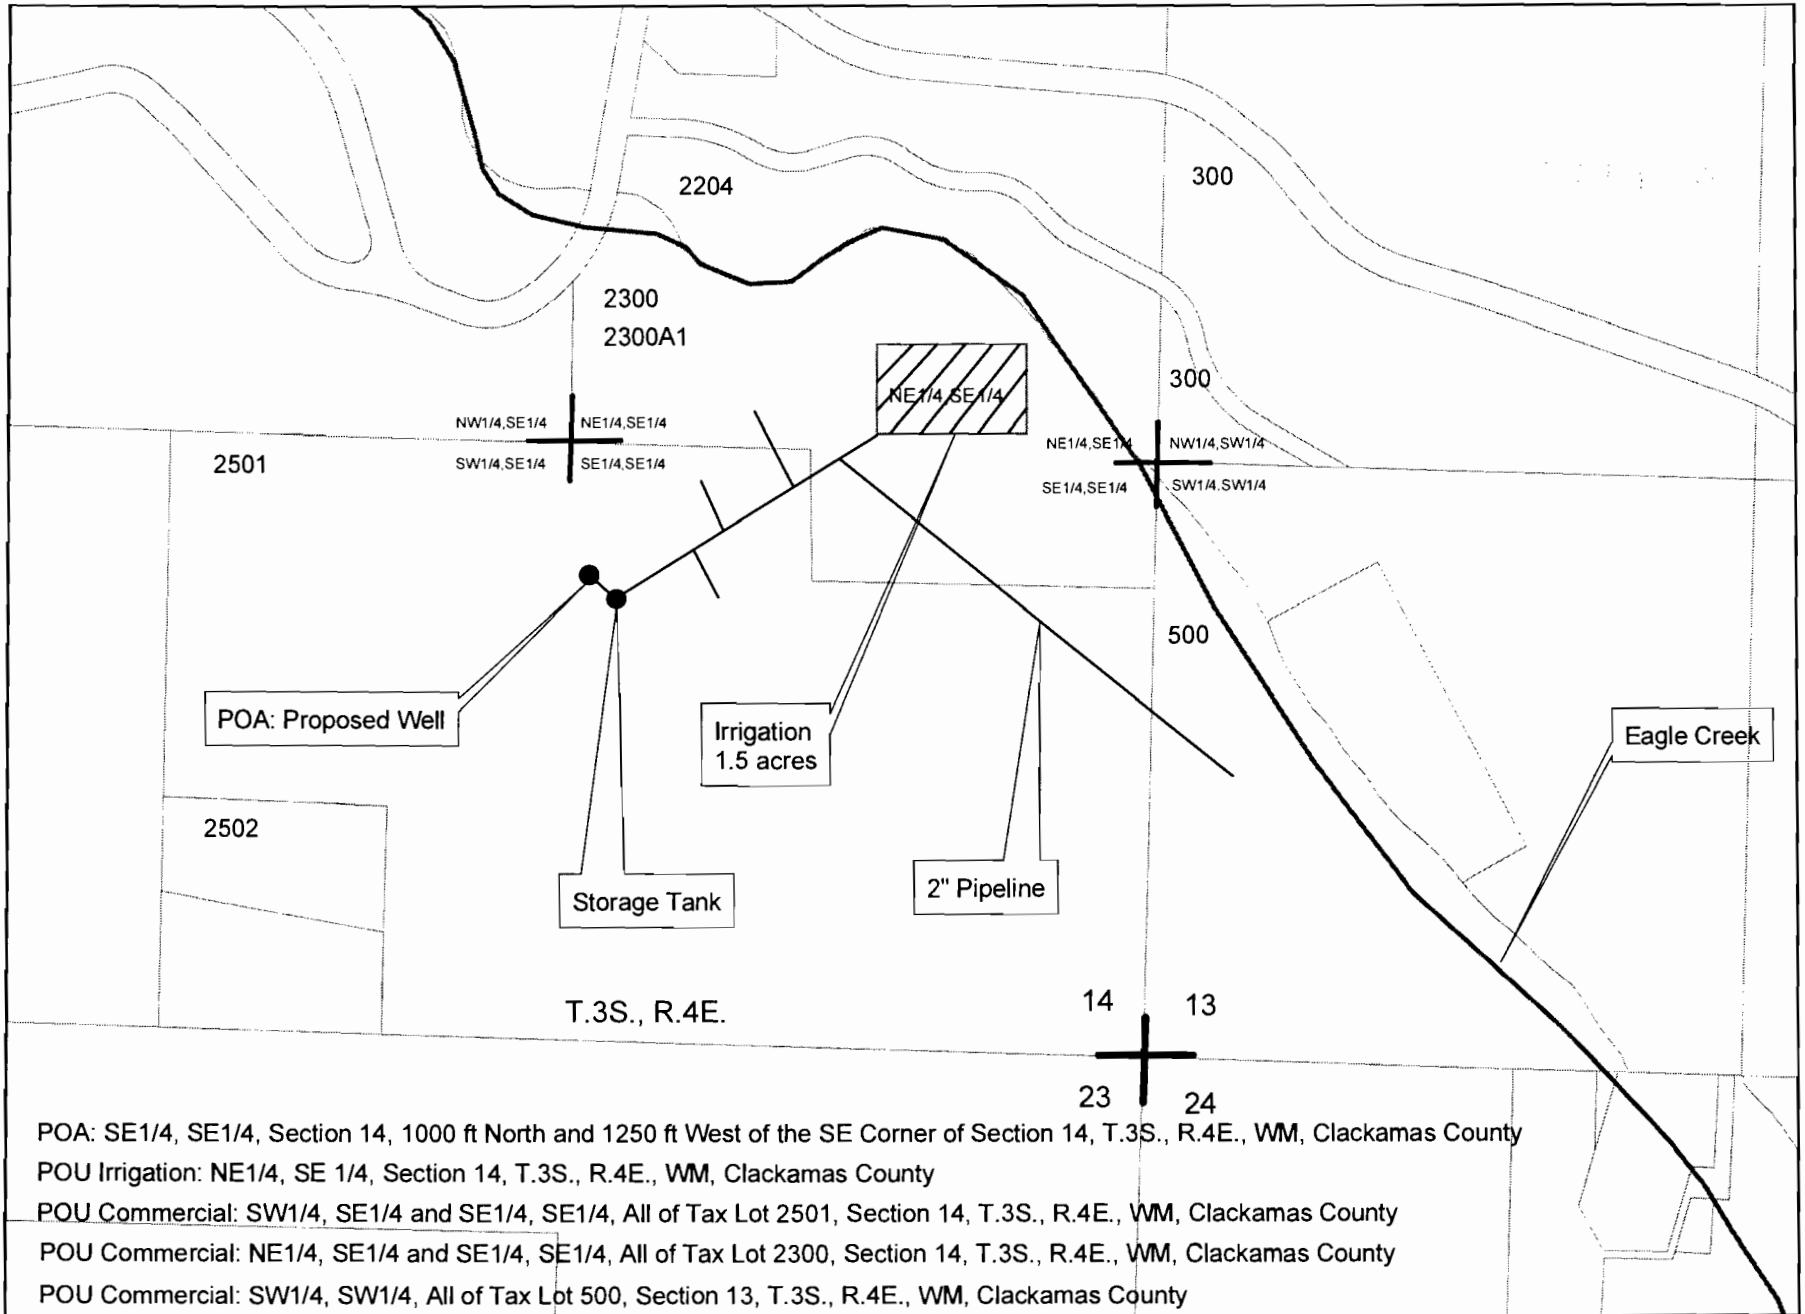 2204
300
2300
2300A1
300
NE1/4,SE1/4
NW1/4,SE1/4
NE1/4,SE1/4
SW1/4,SE1/4
SE1/4,SE1/4
NE1/4,SE1/4
NW1/4,SW1/4
SE1/4,SE1/4
SW1/4.SW1/4
2501
500
POA: Proposed Well
Irrigation
1.5 acres
Eagle Creek
2502
Storage Tank
2" Pipeline
T.3S., R.4E.
14
13
23
24
POA: SE1/4, SE1/4, Section 14, 1000 ft North and 1250 ft West of the SE Corner of Section 14, T.3S., R.4E., WM, Clackamas County
POU Irrigation: NE1/4, SE 1/4, Section 14, T.3S., R.4E., WM, Clackamas County
POU Commercial: SW1/4, SE1/4 and SE1/4, SE1/4, All of Tax Lot 2501, Section 14, T.3S., R.4E., WM, Clackamas County
POU Commercial: NE1/4, SE1/4 and SE1/4, SE1/4, All of Tax Lot 2300, Section 14, T.3S., R.4E., WM, Clackamas County
POU Commercial: SW1/4, SW1/4, All of Tax Lot 500, Section 13, T.3S., R.4E., WM, Clackamas County